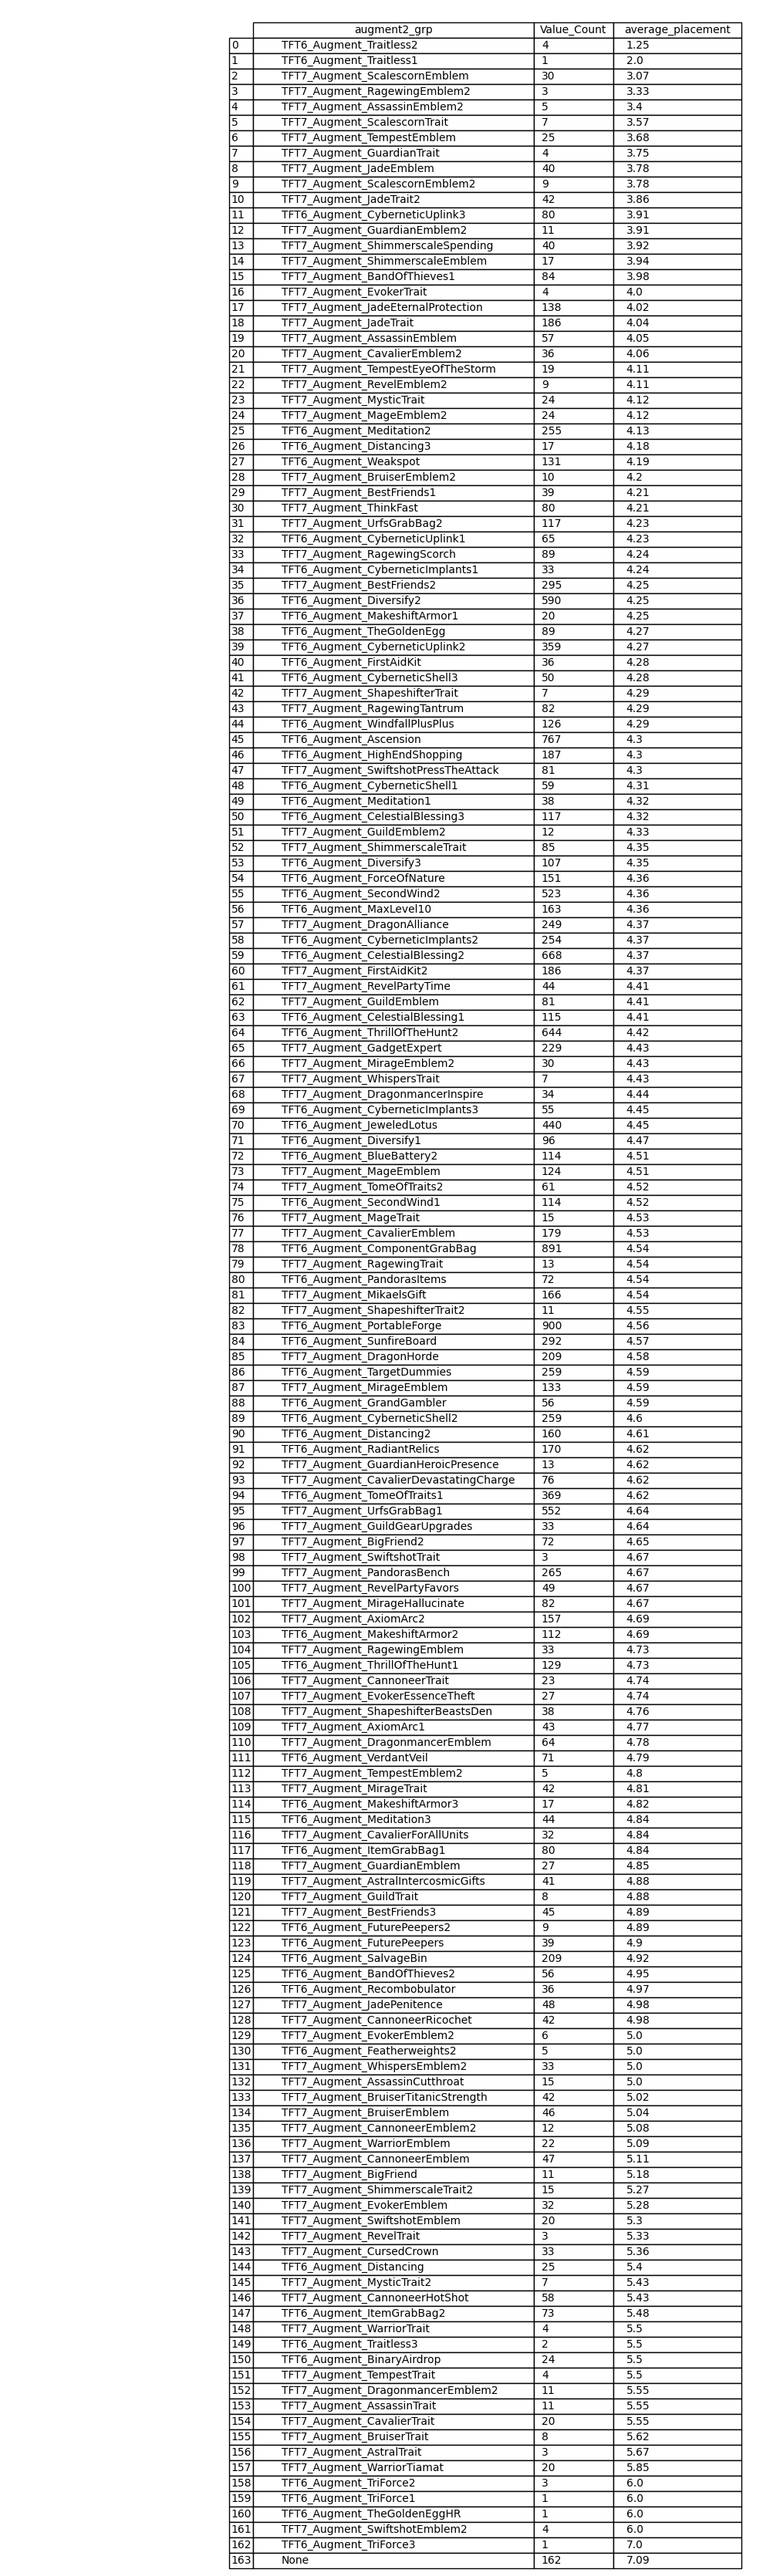 augment2_grp Value_Count average_placement
0 TFT6_Augment_Traitless2 4 1.25
1 TFT6_Augment_Traitless1 1 2.0
2 TFT7_Augment_ScalescornEmblem 30 3.07
3 TFT7_Augment_RagewingEmblem2 3 3.33
4 TFT7_Augment_AssassinEmblem2 5 3.4
5 TFT7_Augment_ScalescornTrait 7 3.57
6 TFT7_Augment_TempestEmblem 25 3.68
7 TFT7_Augment_GuardianTrait 4 3.75
8 TFT7_Augment_JadeEmblem 40 3.78
9 TFT7_Augment_ScalescornEmblem2 9 3.78
10 TFT7_Augment_JadeTrait2 42 3.86
11 TFT6_Augment_CyberneticUplink3 80 3.91
12 TFT7_Augment_GuardianEmblem2 11 3.91
13 TFT7_Augment_ShimmerscaleSpending 40 3.92
14 TFT7_Augment_ShimmerscaleEmblem 17 3.94
15 TFT7_Augment_BandOfThieves1 84 3.98
16 TFT7_Augment_EvokerTrait 4 4.0
17 TFT7_Augment_JadeEternalProtection 138 4.02
18 TFT7_Augment_JadeTrait 186 4.04
19 TFT7_Augment_AssassinEmblem 57 4.05
20 TFT7_Augment_CavalierEmblem2 36 4.06
21 TFT7_Augment_TempestEyeOfTheStorm 19 4.11
22 TFT7_Augment_RevelEmblem2 9 4.11
23 TFT7_Augment_MysticTrait 24 4.12
24 TFT7_Augment_MageEmblem2 24 4.12
25 TFT6_Augment_Meditation2 255 4.13
26 TFT6_Augment_Distancing3 17 4.18
27 TFT6_Augment_Weakspot 131 4.19
28 TFT7_Augment_BruiserEmblem2 10 4.2
29 TFT7_Augment_BestFriends1 39 4.21
30 TFT7_Augment_ThinkFast 80 4.21
31 TFT7_Augment_UrfsGrabBag2 117 4.23
32 TFT6_Augment_CyberneticUplink1 65 4.23
33 TFT7_Augment_RagewingScorch 89 4.24
34 TFT6_Augment_CyberneticImplants1 33 4.24
35 TFT7_Augment_BestFriends2 295 4.25
36 TFT6_Augment_Diversify2 590 4.25
37 TFT6_Augment_MakeshiftArmor1 20 4.25
38 TFT6_Augment_TheGoldenEgg 89 4.27
39 TFT6_Augment_CyberneticUplink2 359 4.27
40 TFT6_Augment_FirstAidKit 36 4.28
41 TFT6_Augment_CyberneticShell3 50 4.28
42 TFT7_Augment_ShapeshifterTrait 7 4.29
43 TFT7_Augment_RagewingTantrum 82 4.29
44 TFT6_Augment_WindfallPlusPlus 126 4.29
45 TFT6_Augment_Ascension 767 4.3
46 TFT6_Augment_HighEndShopping 187 4.3
47 TFT7_Augment_SwiftshotPressTheAttack 81 4.3
48 TFT6_Augment_CyberneticShell1 59 4.31
49 TFT6_Augment_Meditation1 38 4.32
50 TFT6_Augment_CelestialBlessing3 117 4.32
51 TFT7_Augment_GuildEmblem2 12 4.33
52 TFT7_Augment_ShimmerscaleTrait 85 4.35
53 TFT6_Augment_Diversify3 107 4.35
54 TFT6_Augment_ForceOfNature 151 4.36
55 TFT6_Augment_SecondWind2 523 4.36
56 TFT6_Augment_MaxLevel10 163 4.36
57 TFT7_Augment_DragonAlliance 249 4.37
58 TFT6_Augment_CyberneticImplants2 254 4.37
59 TFT6_Augment_CelestialBlessing2 668 4.37
60 TFT7_Augment_FirstAidKit2 186 4.37
61 TFT7_Augment_RevelPartyTime 44 4.41
62 TFT7_Augment_GuildEmblem 81 4.41
63 TFT6_Augment_CelestialBlessing1 115 4.41
64 TFT6_Augment_ThrillOfTheHunt2 644 4.42
65 TFT7_Augment_GadgetExpert 229 4.43
66 TFT7_Augment_MirageEmblem2 30 4.43
67 TFT7_Augment_WhispersTrait 7 4.43
68 TFT7_Augment_DragonmancerInspire 34 4.44
69 TFT6_Augment_CyberneticImplants3 55 4.45
70 TFT6_Augment_JeweledLotus 440 4.45
71 TFT6_Augment_Diversify1 96 4.47
72 TFT6_Augment_BlueBattery2 114 4.51
73 TFT7_Augment_MageEmblem 124 4.51
74 TFT6_Augment_TomeOfTraits2 61 4.52
75 TFT6_Augment_SecondWind1 114 4.52
76 TFT7_Augment_MageTrait 15 4.53
77 TFT7_Augment_CavalierEmblem 179 4.53
78 TFT6_Augment_ComponentGrabBag 891 4.54
79 TFT7_Augment_RagewingTrait 13 4.54
80 TFT6_Augment_PandorasItems 72 4.54
81 TFT7_Augment_MikaelsGift 166 4.54
82 TFT7_Augment_ShapeshifterTrait2 11 4.55
83 TFT6_Augment_PortableForge 900 4.56
84 TFT6_Augment_SunfireBoard 292 4.57
85 TFT7_Augment_DragonHorde 209 4.58
86 TFT6_Augment_TargetDummies 259 4.59
87 TFT7_Augment_MirageEmblem 133 4.59
88 TFT6_Augment_GrandGambler 56 4.59
89 TFT6_Augment_CyberneticShell2 259 4.6
90 TFT6_Augment_Distancing2 160 4.61
91 TFT6_Augment_RadiantRelics 170 4.62
92 TFT7_Augment_GuardianHeroicPresence 13 4.62
93 TFT7_Augment_CavalierDevastatingCharge 76 4.62
94 TFT6_Augment_TomeOfTraits1 369 4.62
95 TFT7_Augment_UrfsGrabBag1 552 4.64
96 TFT7_Augment_GuildGearUpgrades 33 4.64
97 TFT7_Augment_BigFriend2 72 4.65
98 TFT7_Augment_SwiftshotTrait 3 4.67
99 TFT7_Augment_PandorasBench 265 4.67
100 TFT7_Augment_RevelPartyFavors 49 4.67
101 TFT7_Augment_MirageHallucinate 82 4.67
102 TFT7_Augment_AxiomArc2 157 4.69
103 TFT6_Augment_MakeshiftArmor2 112 4.69
104 TFT7_Augment_RagewingEmblem 33 4.73
105 TFT6_Augment_ThrillOfTheHunt1 129 4.73
106 TFT7_Augment_CannoneerTrait 23 4.74
107 TFT7_Augment_EvokerEssenceTheft 27 4.74
108 TFT7_Augment_ShapeshifterBeastsDen 38 4.76
109 TFT7_Augment_AxiomArc1 43 4.77
110 TFT7_Augment_DragonmancerEmblem 64 4.78
111 TFT6_Augment_VerdantVeil 71 4.79
112 TFT7_Augment_TempestEmblem2 5 4.8
113 TFT7_Augment_MirageTrait 42 4.81
114 TFT6_Augment_MakeshiftArmor3 17 4.82
115 TFT6_Augment_Meditation3 44 4.84
116 TFT7_Augment_CavalierForAllUnits 32 4.84
117 TFT6_Augment_ItemGrabBag1 80 4.84
118 TFT7_Augment_GuardianEmblem 27 4.85
119 TFT7_Augment_AstralIntercosmicGifts 41 4.88
120 TFT7_Augment_GuildTrait 8 4.88
121 TFT7_Augment_BestFriends3 45 4.89
122 TFT6_Augment_FuturePeepers2 9 4.89
123 TFT7_Augment_FuturePeepers 39 4.9
124 TFT6_Augment_SalvageBin 209 4.92
125 TFT7_Augment_BandOfThieves2 56 4.95
126 TFT7_Augment_Recombobulator 36 4.97
127 TFT7_Augment_JadePenitence 48 4.98
128 TFT7_Augment_CannoneerRicochet 42 4.98
129 TFT7_Augment_EvokerEmblem2 6 5.0
130 TFT6_Augment_Featherweights2 5 5.0
131 TFT7_Augment_WhispersEmblem2 33 5.0
132 TFT7_Augment_AssassinCutthroat 15 5.0
133 TFT7_Augment_BruiserTitanicStrength 42 5.02
134 TFT7_Augment_BruiserEmblem 46 5.04
135 TFT7_Augment_CannoneerEmblem2 12 5.08
136 TFT7_Augment_WarriorEmblem 22 5.09
137 TFT7_Augment_CannoneerEmblem 47 5.11
138 TFT7_Augment_BigFriend 11 5.18
139 TFT7_Augment_ShimmerscaleTrait2 15 5.27
140 TFT7_Augment_EvokerEmblem 32 5.28
141 TFT7_Augment_SwiftshotEmblem 20 5.3
142 TFT7_Augment_RevelTrait 3 5.33
143 TFT7_Augment_CursedCrown 33 5.36
144 TFT6_Augment_Distancing 25 5.4
145 TFT7_Augment_MysticTrait2 7 5.43
146 TFT7_Augment_CannoneerHotShot 58 5.43
147 TFT6_Augment_ItemGrabBag2 73 5.48
148 TFT7_Augment_WarriorTrait 4 5.5
149 TFT6_Augment_Traitless3 2 5.5
150 TFT6_Augment_BinaryAirdrop 24 5.5
151 TFT7_Augment_TempestTrait 4 5.5
152 TFT7_Augment_DragonmancerEmblem2 11 5.55
153 TFT7_Augment_AssassinTrait 11 5.55
154 TFT7_Augment_CavalierTrait 20 5.55
155 TFT7_Augment_BruiserTrait 8 5.62
156 TFT7_Augment_AstralTrait 3 5.67
157 TFT7_Augment_WarriorTiamat 20 5.85
158 TFT6_Augment_TriForce2 3 6.0
159 TFT6_Augment_TriForce1 1 6.0
160 TFT6_Augment_TheGoldenEggHR 1 6.0
161 TFT7_Augment_SwiftshotEmblem2 4 6.0
162 TFT6_Augment_TriForce3 1 7.0
163 None 162 7.09